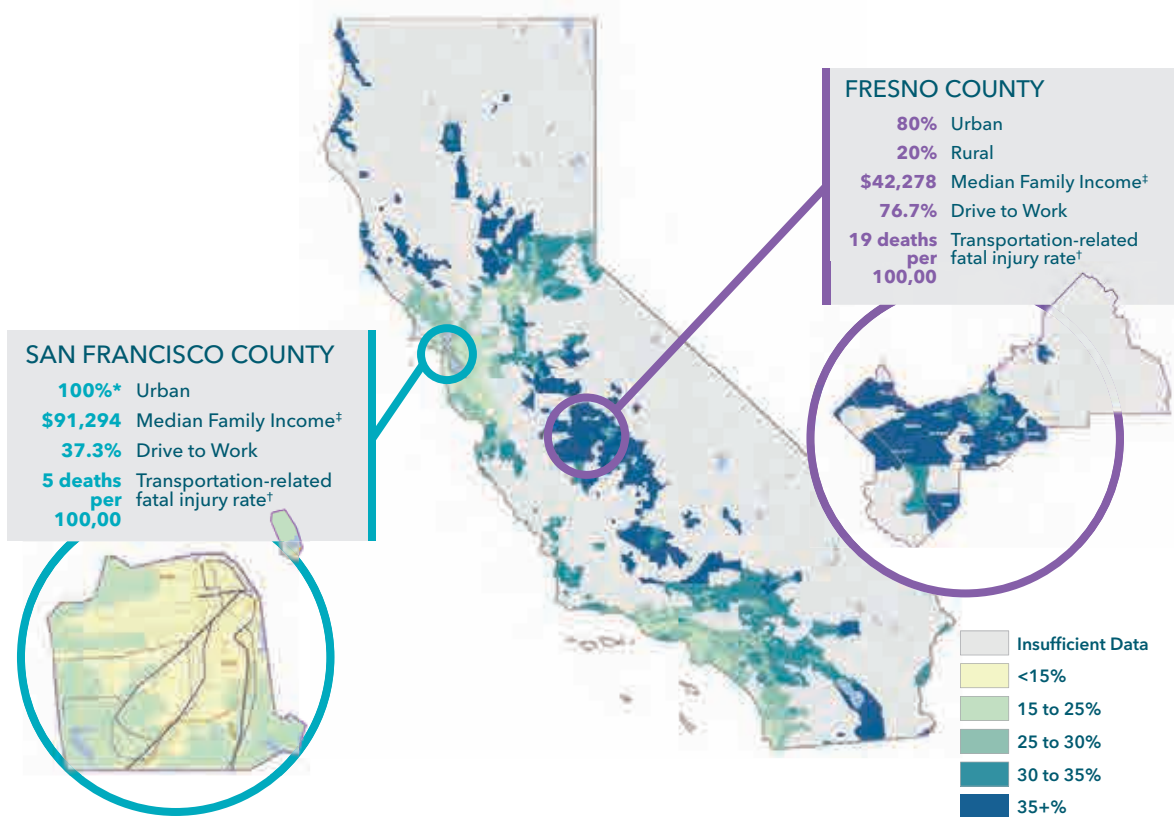 FRESNO COUNTY
80% Urban
20% Rural
$42,278 Median Family Income‡
76.7% Drive to Work
19 deaths Transportation-related
per fatal injury rate†
100,00
SAN FRANCISCO COUNTY
100%* Urban
$91,294 Median Family Income‡
37.3% Drive to Work
5 deaths Transportation-related
per fatal injury rate†
100,00
Insufficient Data
<15%
15 to 25%
25 to 30%
30 to 35%
35+%